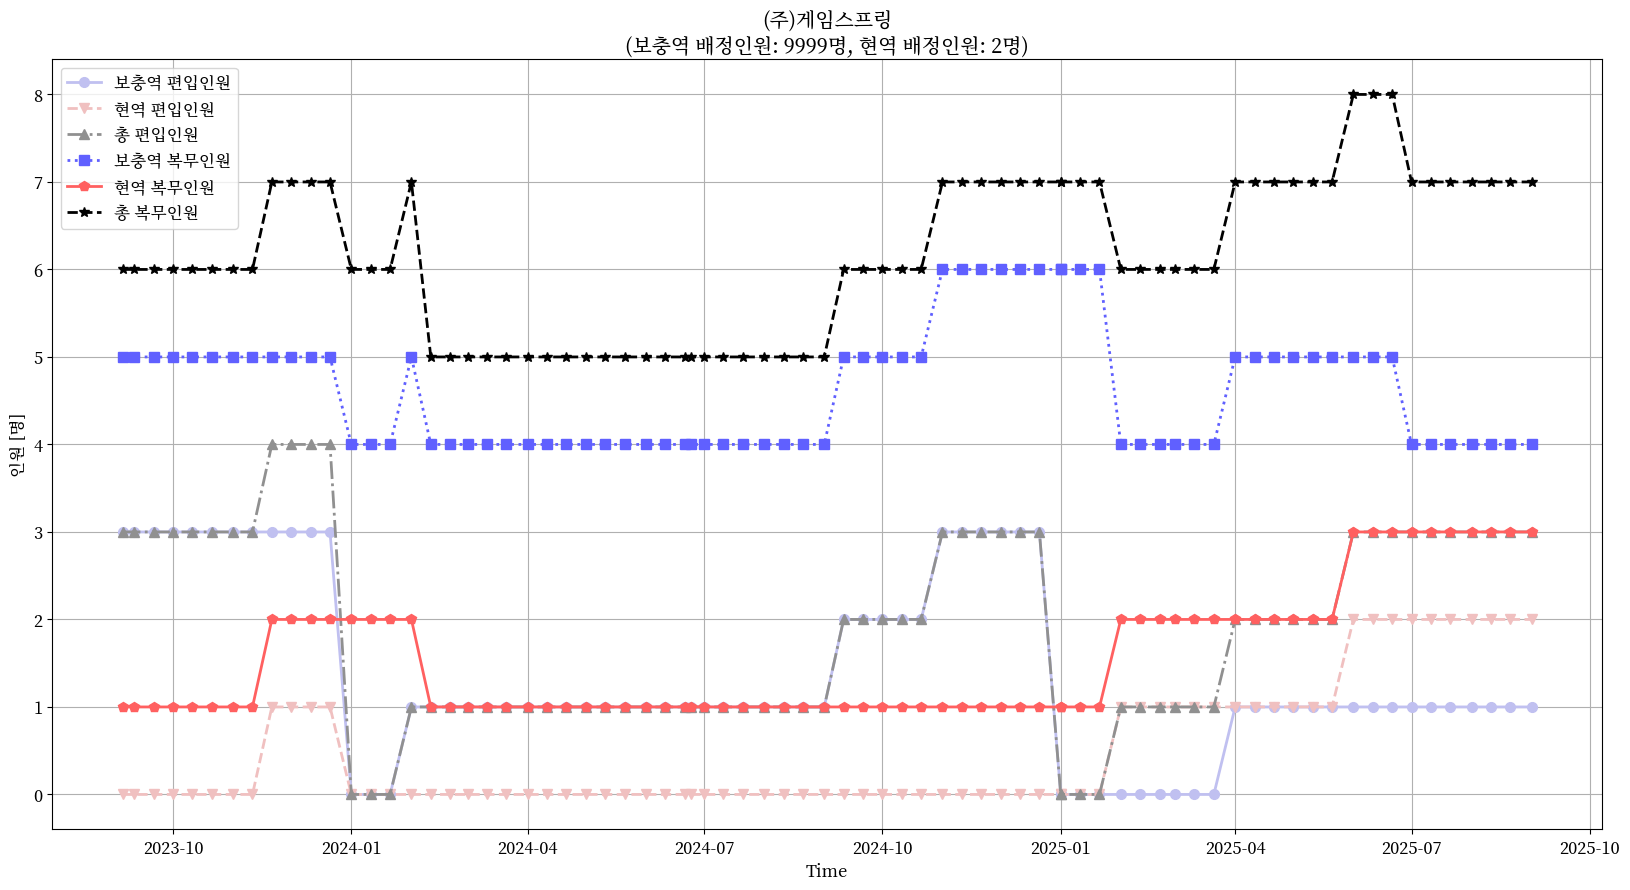 (주)게임스프링
(보충역 배정인원: 9999명, 현역 배정인원: 2명)
보충역 편입인원
현역 편입인원
총 편입인원
보충역 복무인원
현역 복무인원
총 복무인원
인원 [명]
8
7
6
5
4
3
2
1
0
2023-10
2024-01
2024-04
2024-07
2024-10
2025-01
2025-04
2025-07
2025-10
Time